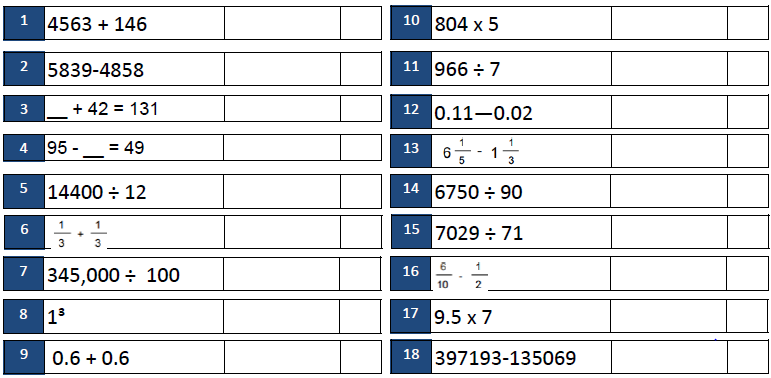 1 4563 + 146
2 5839-4858
3 __ + 42 = 131
4 95 - __ = 49
5 14400 ÷ 12
6 1/3 + 1/3
7 345,000 ÷ 100
8 1³
9 0.6 + 0.6
10 804 x 5
11 966 ÷ 7
12 0.11—0.02
13 6 1/5 - 1 1/3
14 6750 ÷ 90
15 7029 ÷ 71
16 6/10 - 1/2
17 9.5 x 7
18 397193-135069